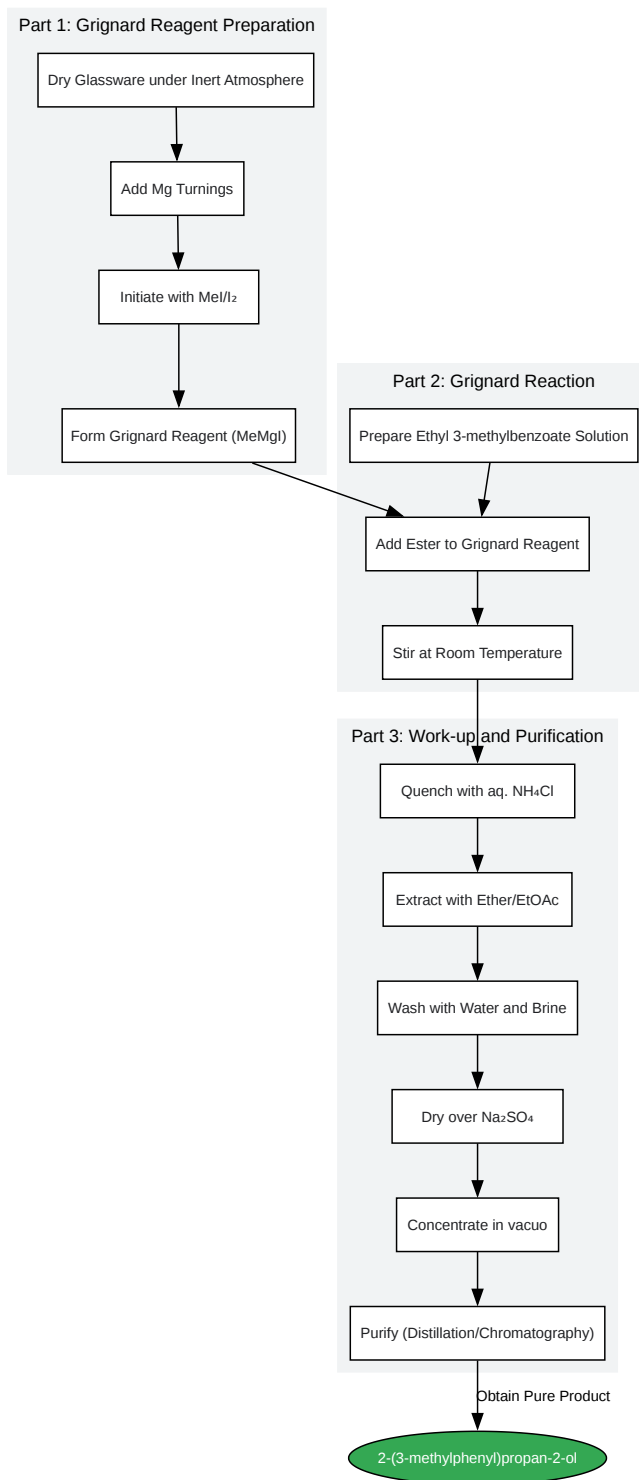 Part 1: Grignard Reagent Preparation
Dry Glassware under Inert Atmosphere
Add Mg Turnings
Initiate with MeI/I₂
Form Grignard Reagent (MeMgI)
Part 2: Grignard Reaction
Prepare Ethyl 3-methylbenzoate Solution
Add Ester to Grignard Reagent
Stir at Room Temperature
Part 3: Work-up and Purification
Quench with aq. NH₄Cl
Extract with Ether/EtOAc
Wash with Water and Brine
Dry over Na₂SO₄
Concentrate in vacuo
Purify (Distillation/Chromatography)
Obtain Pure Product
2-(3-methylphenyl)propan-2-ol